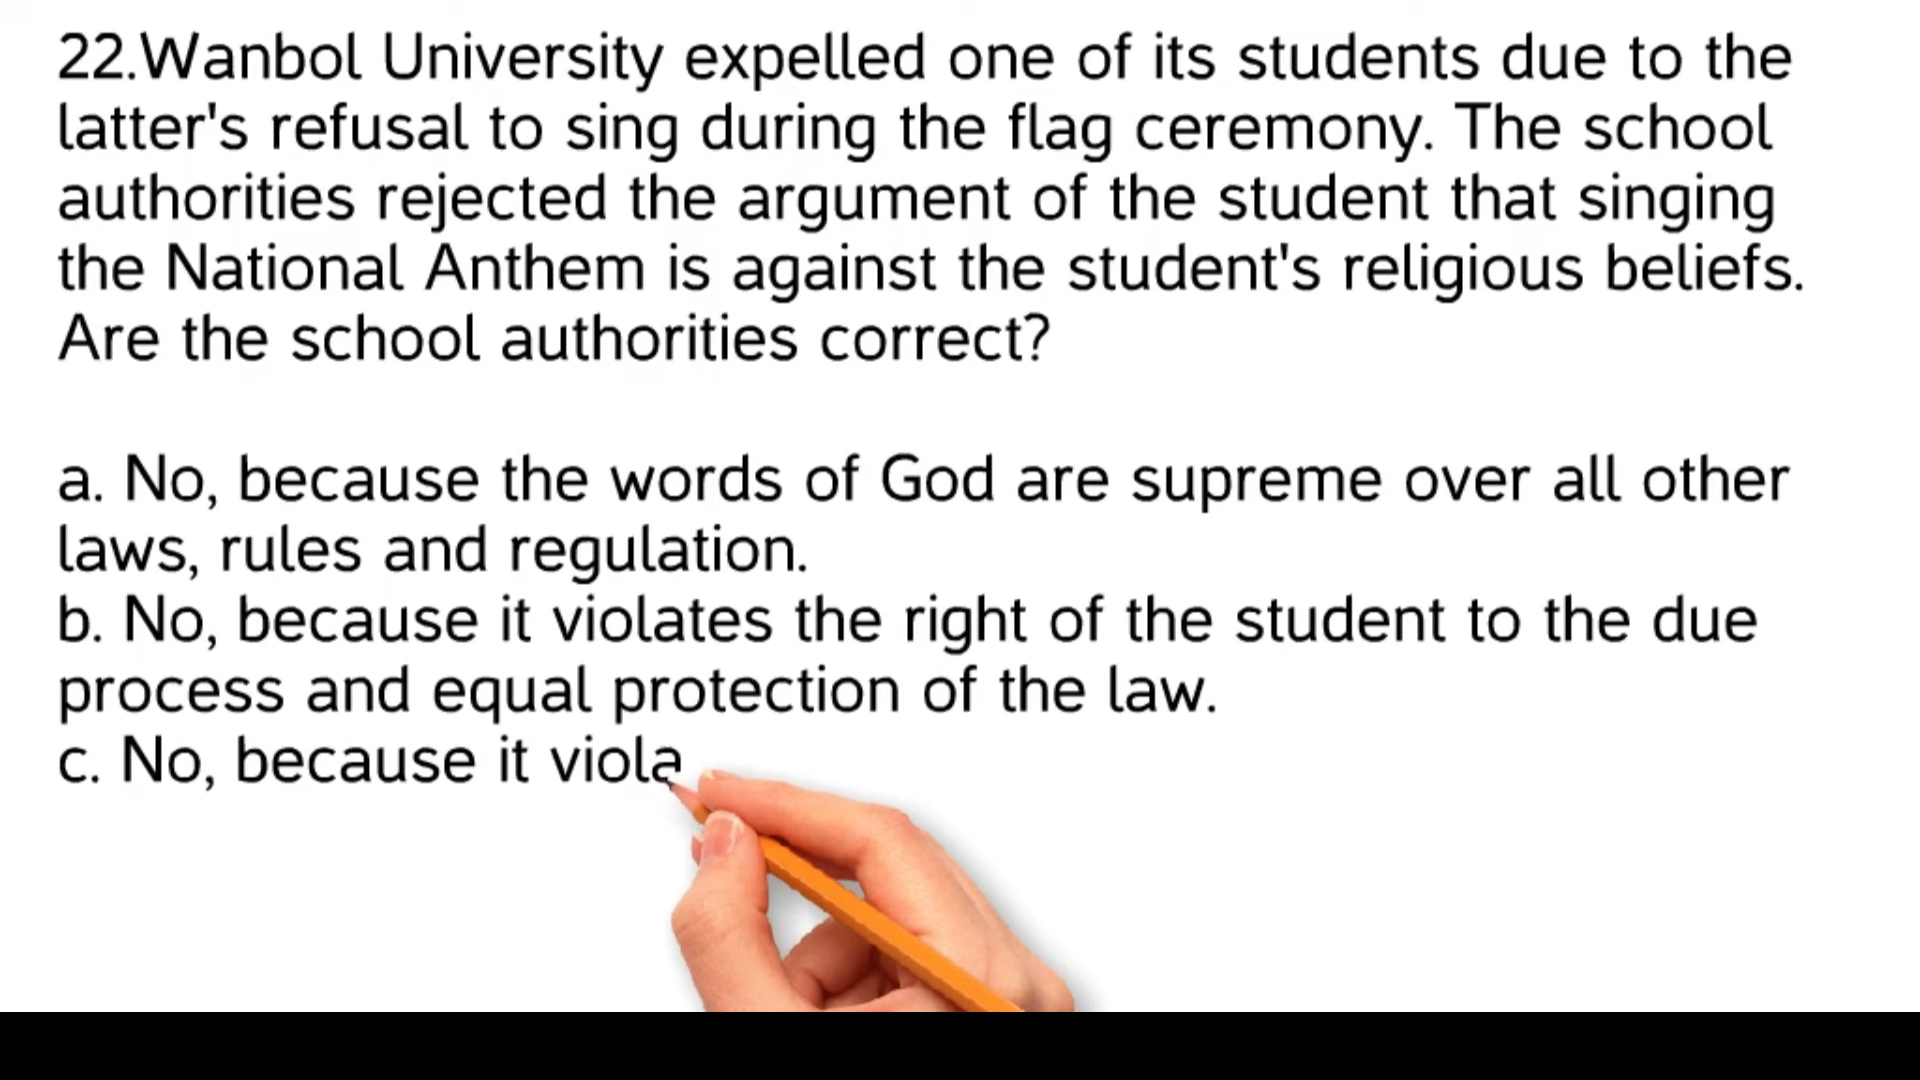 22.Wanbol University expelled one of its students due to the
latter's refusal to sing during the flag ceremony. The school
authorities rejected the argument of the student that singing
the National Anthem is against the student's religious beliefs.
Are the school authorities correct?
a. No, because the words of God are supreme over all other
laws, rules and regulation.
b. No, because it violates the right of the student to the due
process and equal protection of the law.
c. No, because it viola